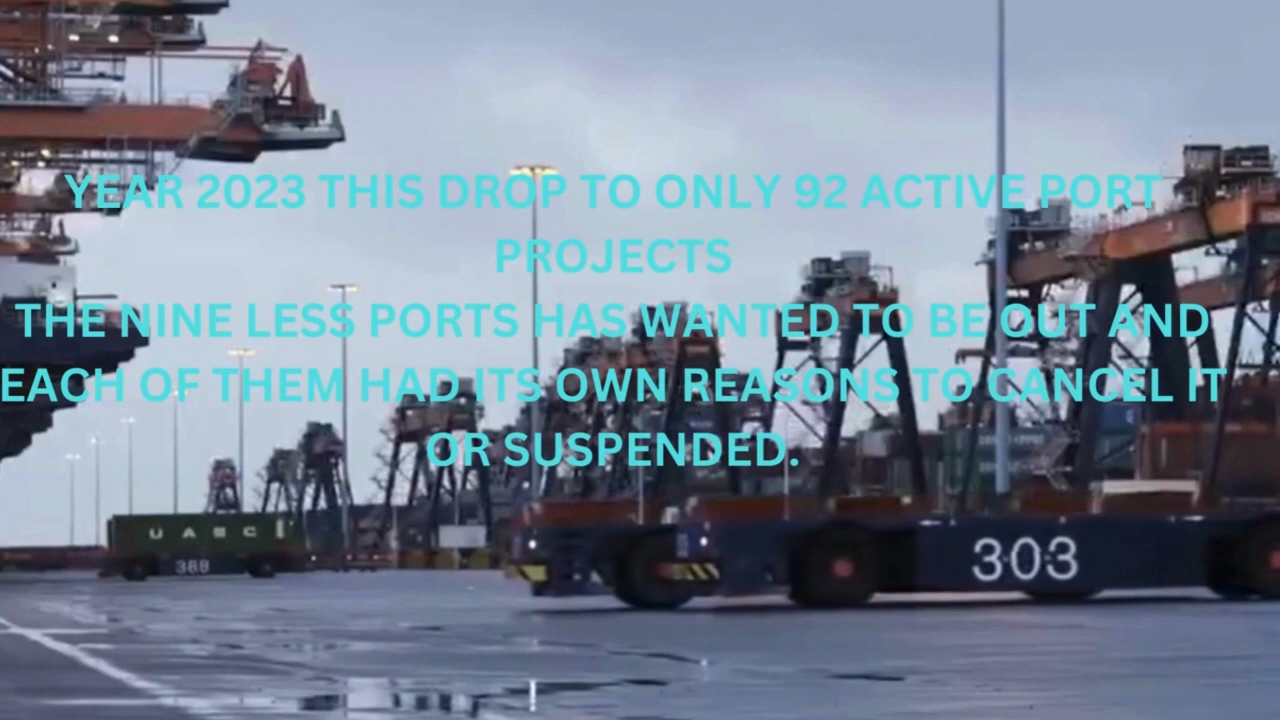 YEAR 2023 THIS DROP TO ONLY 92 ACTIVE PORT
PROJECTS
THE NINE LESS PORTS HAS WANTED TO BE OUT AND
EACH OF THEM HAD ITS OWN REASONS TO CANCEL IT
OR SUSPENDED.
UASC
388
303